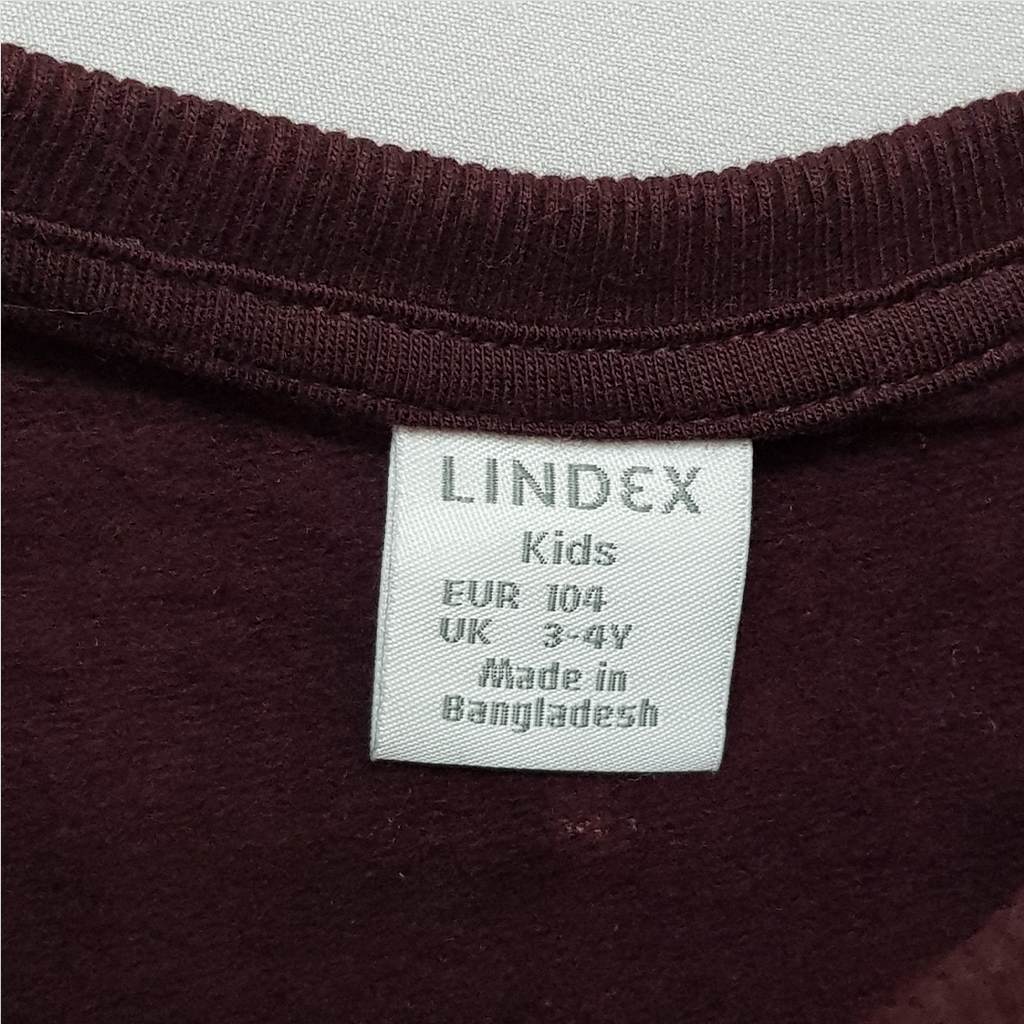 LINDEX
Kids
EUR 104
UK 3-4Y
Made in
Bangladesh